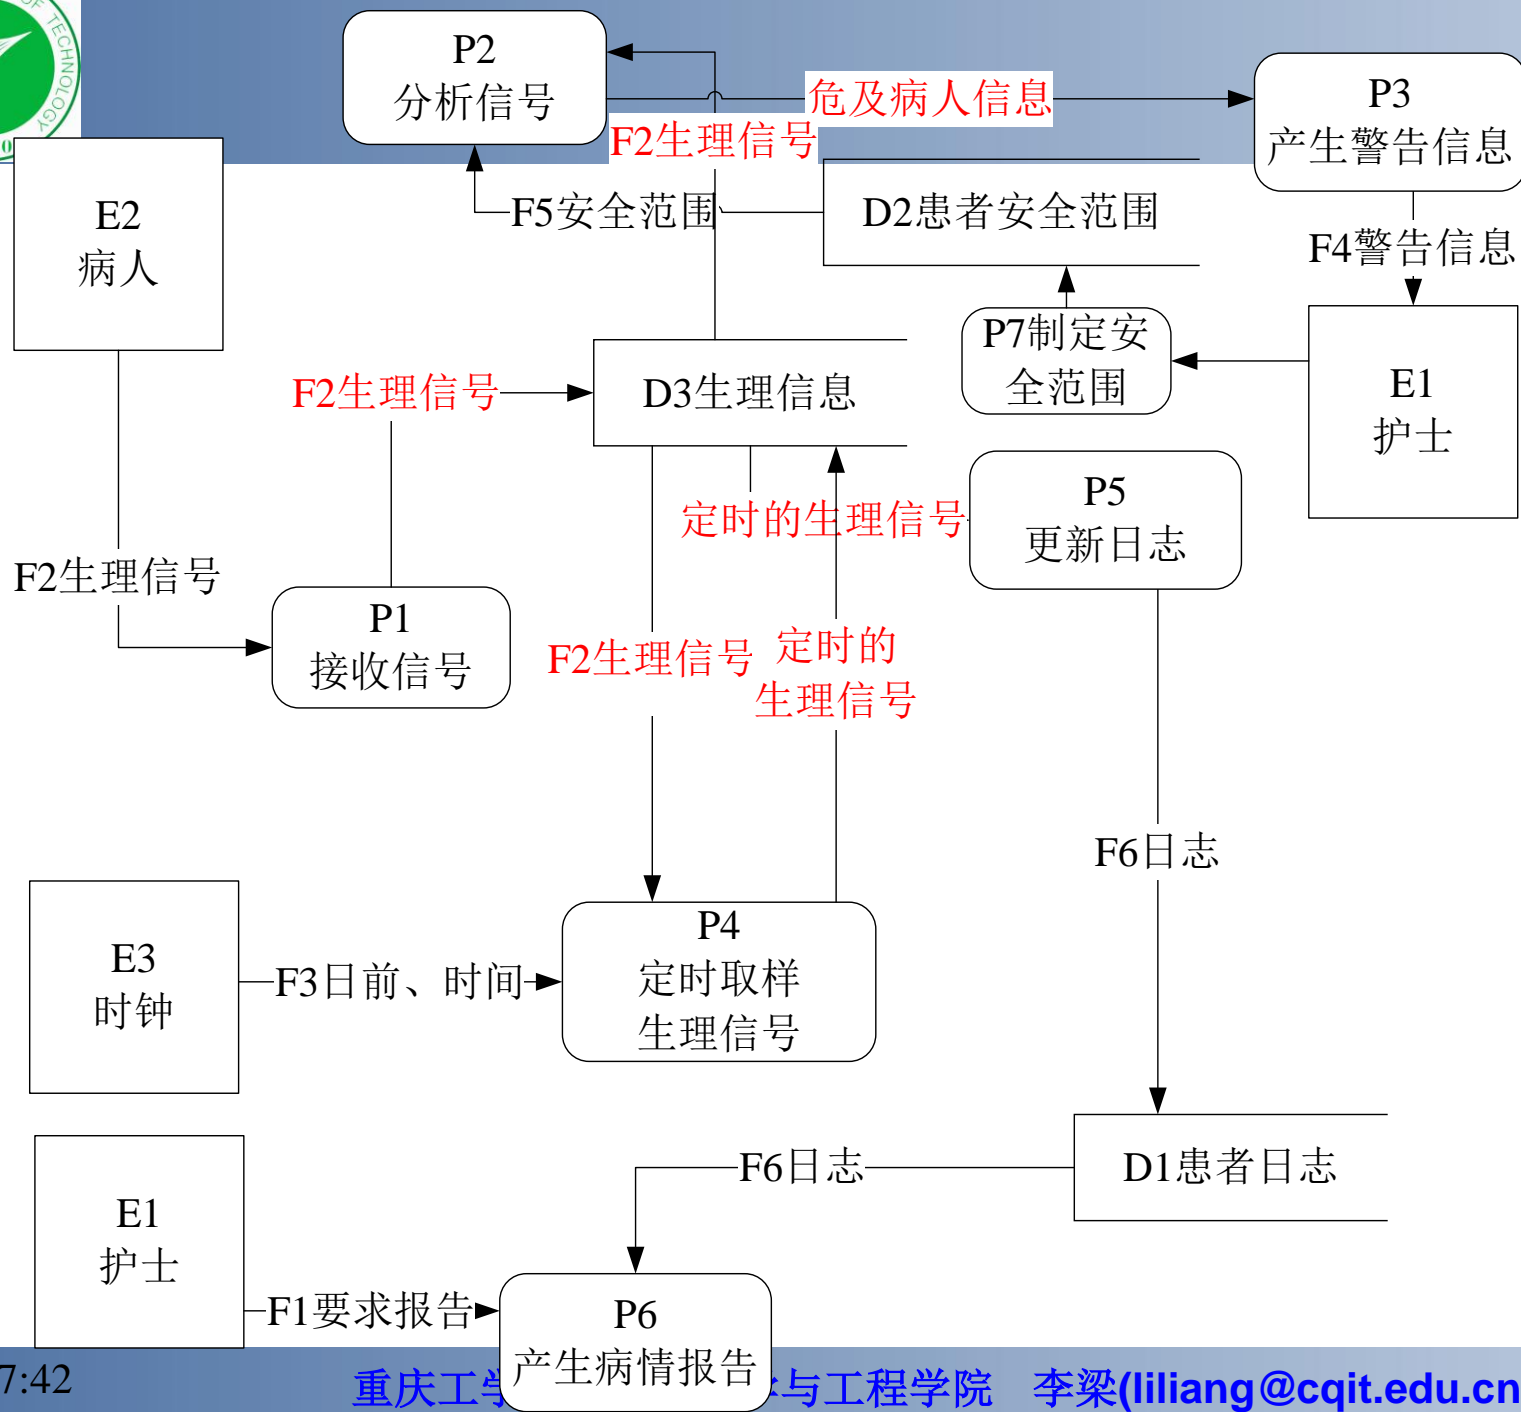 OF TECHNOLOGY
P2
分析信号
危及病人信息
P3
产生警告信息
F2生理信号
E2
病人
F5安全范围
D2患者安全范围
F4警告信息
P7制定安
全范围
F2生理信号
D3生理信息
E1
护士
定时的生理信号
P5
更新日志
F2生理信号
P1
接收信号
F2生理信号
定时的
生理信号
F6日志
E3
时钟
F3日前、时间
P4
定时取样
生理信号
F6日志
D1患者日志
E1
护士
F1要求报告
P6
产生病情报告
7:42
重庆工学
与工程学院 李梁(liliang@cqit.edu.cn